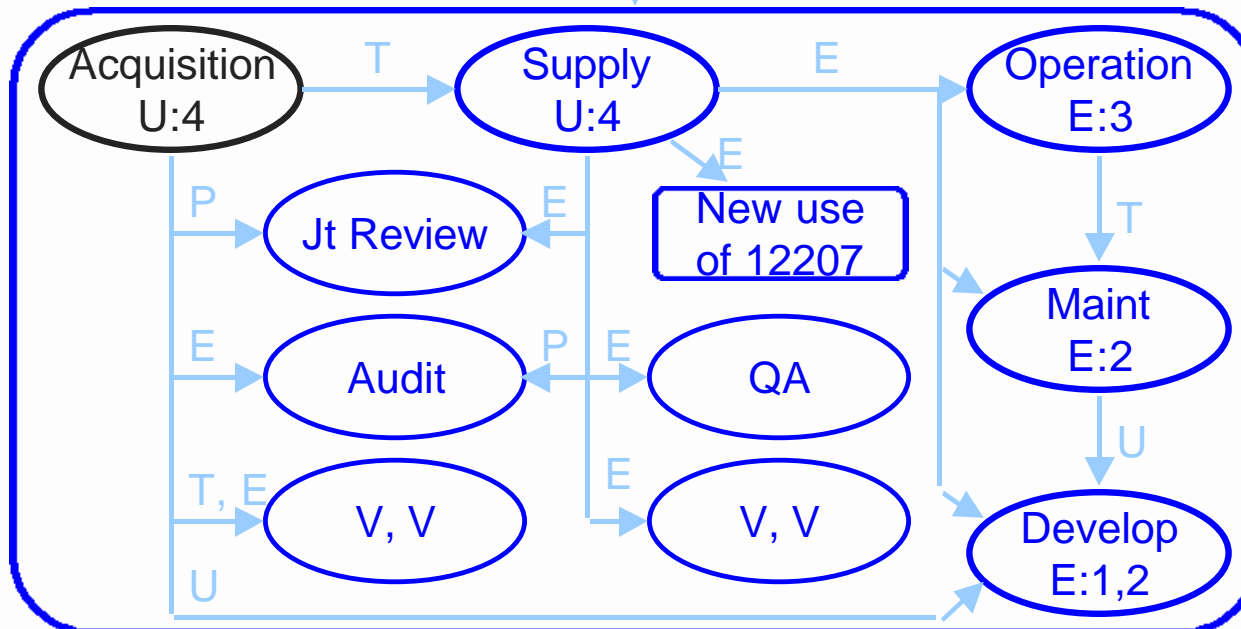 Acquisition
U:4
T
Supply
U:4
E
Operation
E:3
P
Jt Review
E
E
New use
of 12207
T
Maint
E:2
E
Audit
P
E
QA
U
T, E
V, V
E
V, V
Develop
E:1,2
U